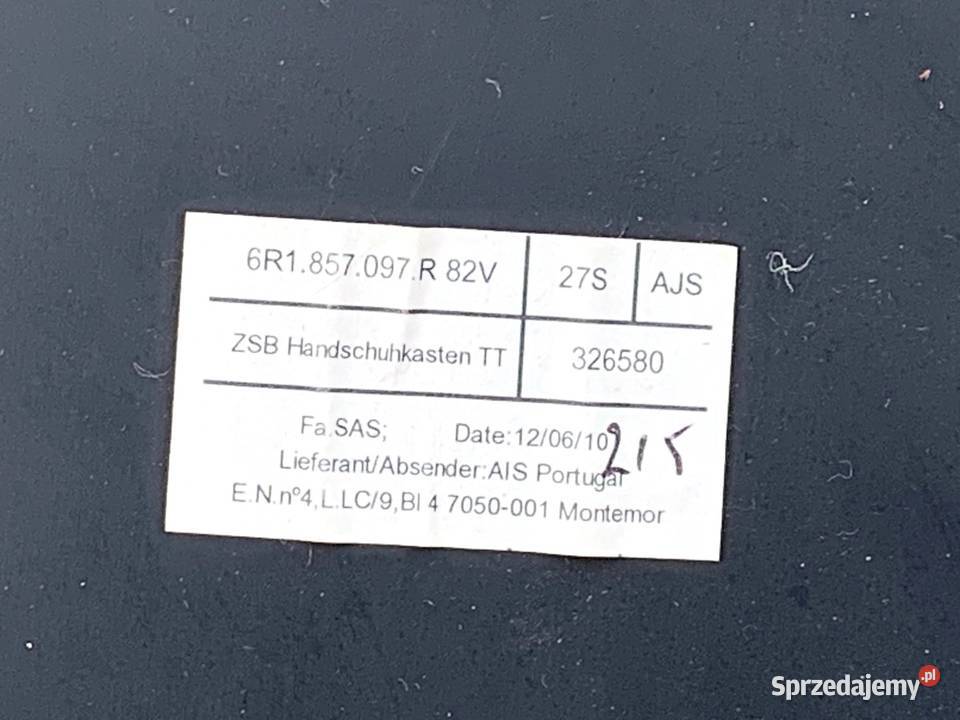 6R1.857.097.R 82V 27S AJS
ZSB Handschuhkasten TT 326580
Fa.SAS; Date:12/06/10 215
Lieferant/Absender:AIS Portugal
E.N.nº4,L.LC/9,Bl 4 7050-001 Montemor
Sprzedajemy.pl